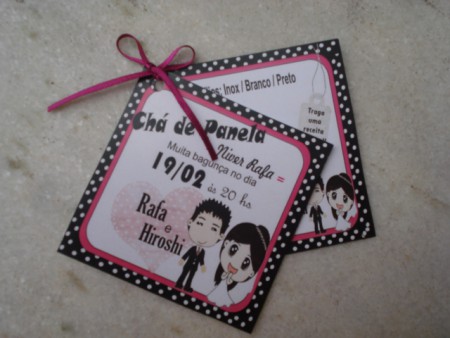 Chá de Panela
Niver Rafa =
Muita bagunça no dia
19/02 às 20 hs.
Rafa
e
Hiroshi
: Inox / Branco / Preto
Traga
uma
receita